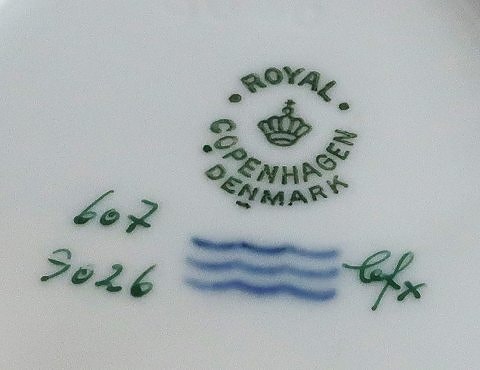 ROYAL
COPENHAGEN
DENMARK
607
9026